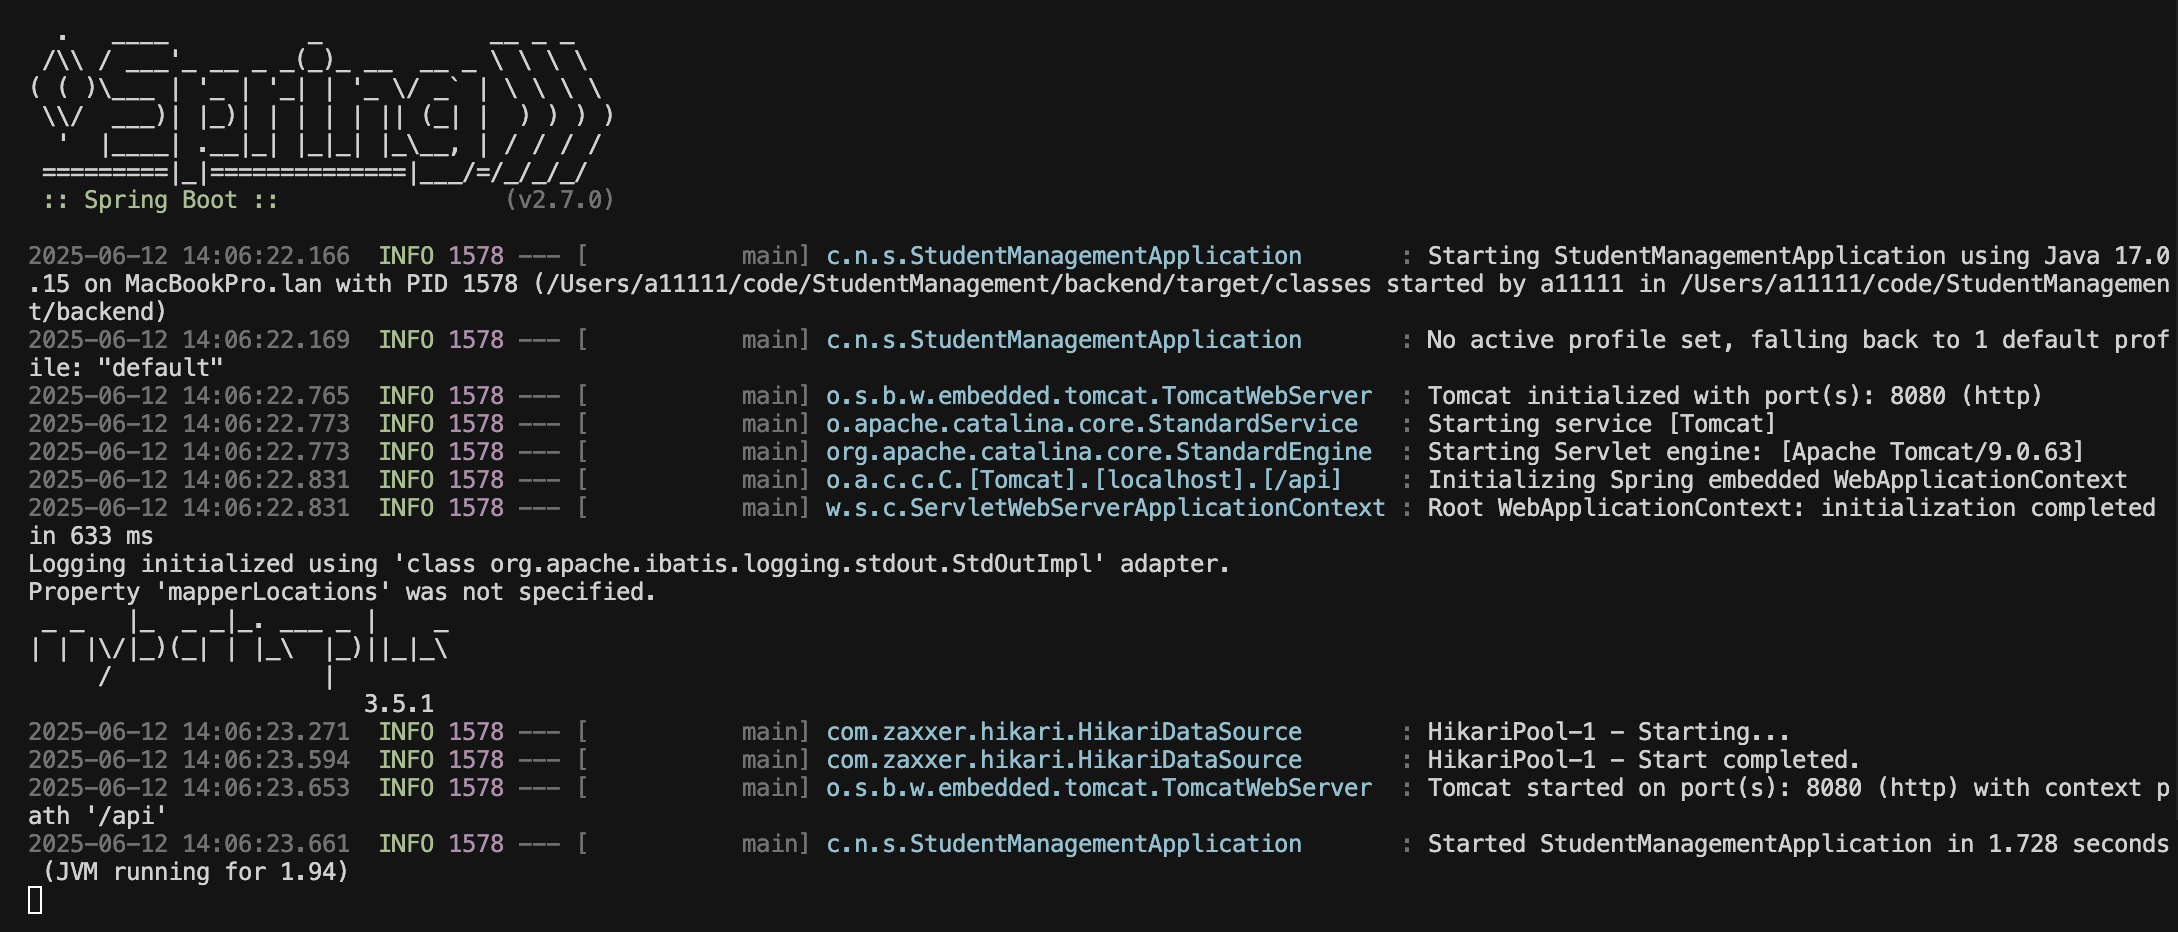 .   ____          _            __ _ _
 /\\ / ___'_ __ _ _(_)_ __  __ _ \ \ \ \
( ( )\___ | '_ | '_| | '_ \/ _` | \ \ \ \
 \\/  ___)| |_)| | | | | || (_| |  ) ) ) )
  '  |____| .__|_| |_|_| |_\__, | / / / /
 =========|_|==============|___/=/_/_/_/
 :: Spring Boot ::                (v2.7.0)

2025-06-12 14:06:22.166  INFO 1578 --- [           main] c.n.s.StudentManagementApplication       : Starting StudentManagementApplication using Java 17.0
.15 on MacBookPro.lan with PID 1578 (/Users/a11111/code/StudentManagement/backend/target/classes started by a11111 in /Users/a11111/code/StudentManagemen
t/backend)
2025-06-12 14:06:22.169  INFO 1578 --- [           main] c.n.s.StudentManagementApplication       : No active profile set, falling back to 1 default prof
ile: "default"
2025-06-12 14:06:22.765  INFO 1578 --- [           main] o.s.b.w.embedded.tomcat.TomcatWebServer  : Tomcat initialized with port(s): 8080 (http)
2025-06-12 14:06:22.773  INFO 1578 --- [           main] o.apache.catalina.core.StandardService   : Starting service [Tomcat]
2025-06-12 14:06:22.773  INFO 1578 --- [           main] org.apache.catalina.core.StandardEngine  : Starting Servlet engine: [Apache Tomcat/9.0.63]
2025-06-12 14:06:22.831  INFO 1578 --- [           main] o.a.c.c.C.[Tomcat].[localhost].[/api]    : Initializing Spring embedded WebApplicationContext
2025-06-12 14:06:22.831  INFO 1578 --- [           main] w.s.c.ServletWebServerApplicationContext : Root WebApplicationContext: initialization completed
in 633 ms
Logging initialized using 'class org.apache.ibatis.logging.stdout.StdOutImpl' adapter.
Property 'mapperLocations' was not specified.
 _ _   |_  _ _|_. ___ _ |    _
| | |\/|_)(_| | |_\  |_)||_|_\
     /               |
                        3.5.1
2025-06-12 14:06:23.271  INFO 1578 --- [           main] com.zaxxer.hikari.HikariDataSource       : HikariPool-1 - Starting...
2025-06-12 14:06:23.594  INFO 1578 --- [           main] com.zaxxer.hikari.HikariDataSource       : HikariPool-1 - Start completed.
2025-06-12 14:06:23.653  INFO 1578 --- [           main] o.s.b.w.embedded.tomcat.TomcatWebServer  : Tomcat started on port(s): 8080 (http) with context p
ath '/api'
2025-06-12 14:06:23.661  INFO 1578 --- [           main] c.n.s.StudentManagementApplication       : Started StudentManagementApplication in 1.728 seconds
 (JVM running for 1.94)